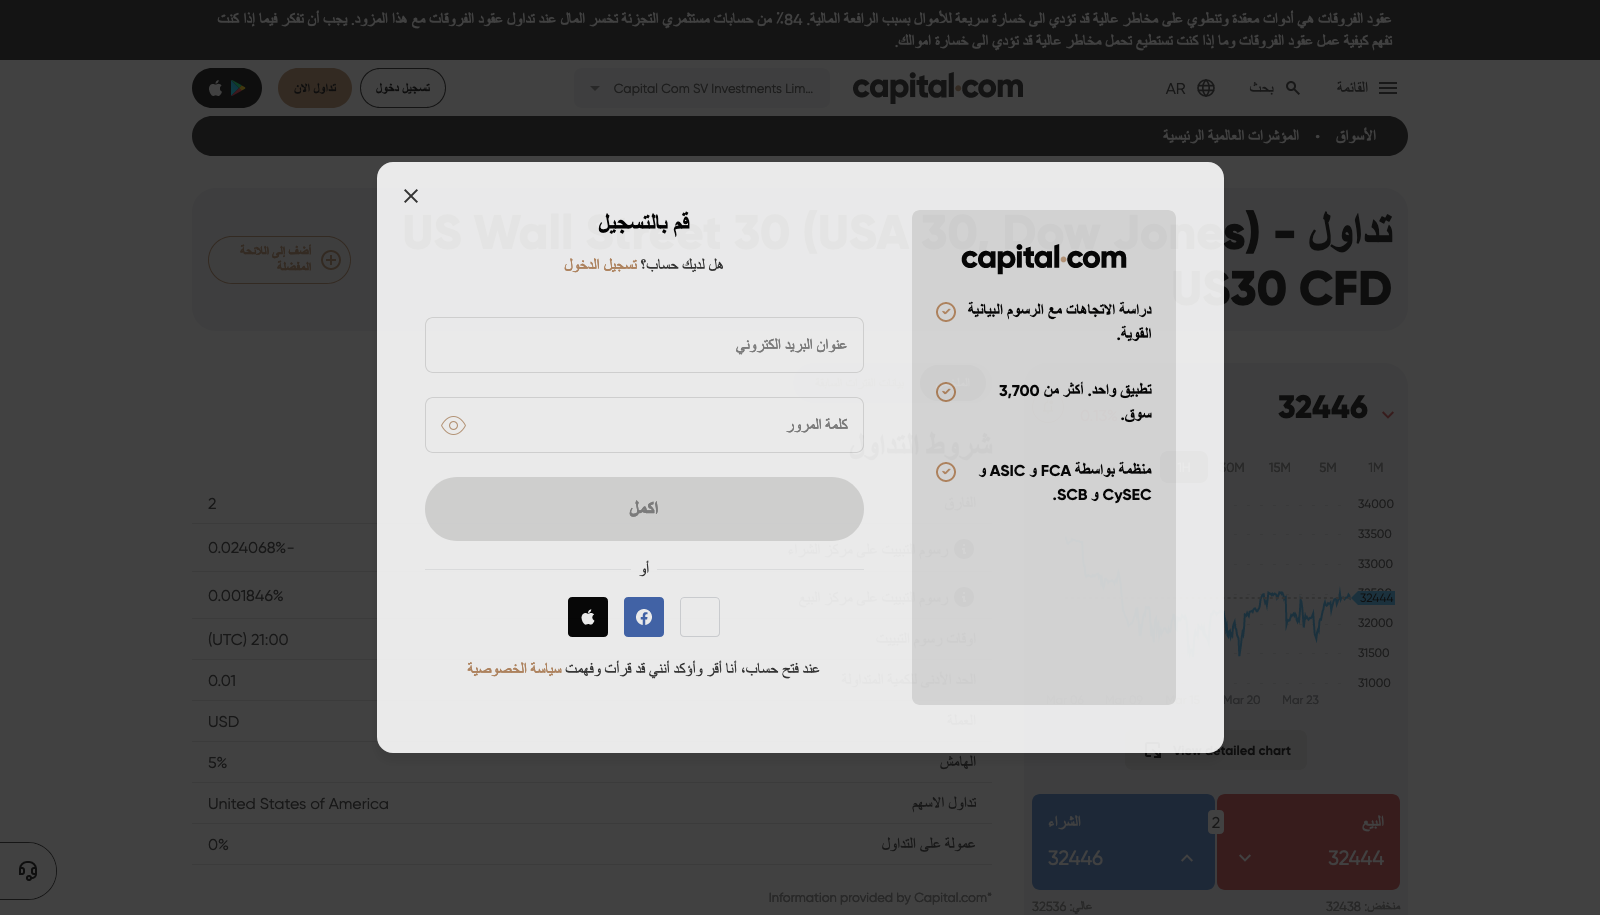 عقود الفروقات هي أدوات معقدة وتنطوي على مخاطر عالية قد تؤدي الى خسارة سريعة للأموال بسبب الرافعة المالية. 84٪ من حسابات مستثمري التجزئة تخسر المال عند تداول عقود الفروقات مع هذا المزود. يجب أن تفكر فيما إذا كنت
تفهم كيفية عمل عقود الفروقات وما إذا كنت تستطيع تحمل مخاطر عالية قد تؤدي الى خسارة اموالك.
القائمة
بحث
AR
capital.com
Capital Com SV Investments Lim...
تسجيل دخول
تداول الان
الأسواق • المؤشرات العالمية الرئيسية
تداول US Wall Street 30 (USA 30, Dow Jones) -
US30 CFD
أضف إلى اللائحة
المفضلة
قم بالتسجيل
هل لديك حساب؟ تسجيل الدخول
عنوان البريد الكتروني
كلمة المرور
اكمل
أو
عند فتح حساب، أنا أقر وأؤكد أنني قد قرأت وفهمت سياسة الخصوصية
capital.com
دراسة الاتجاهات مع الرسوم البيانية
القوية.
تطبيق واحد. أكثر من 3,700
سوق.
منظمة بواسطة FCA و ASIC و
CySEC و SCB.
32446
1M
5M
15M
30M
34000
33500
33000
32444
32000
31500
31000
Mar 20
Mar 23
View detailed chart
البيع
32444
2
الشراء
32446
منخفض: 32438
عالي: 32536
شروط التداول
2
0.024068%-
0.001846%
(UTC) 21:00
0.01
USD
الهامش
5%
تداول الاسهم
United States of America
عمولة على التداول
0%
Information provided by Capital.com*